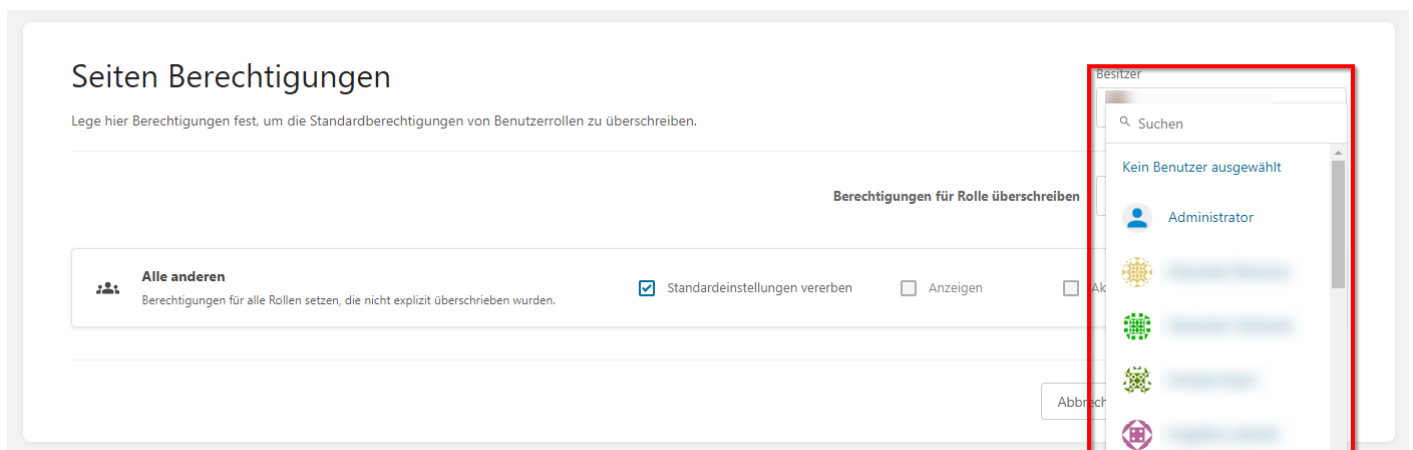 Seiten Berechtigungen
Lege hier Berechtigungen fest, um die Standardberechtigungen von Benutzerrollen zu überschreiben.
Besitzer
Suchen
Kein Benutzer ausgewählt
Berechtigungen für Rolle überschreiben
Administrator
Alle anderen
Berechtigungen für alle Rollen setzen, die nicht explizit überschrieben wurden.
Standardeinstellungen vererben
Anzeigen
Ak
Abbrech